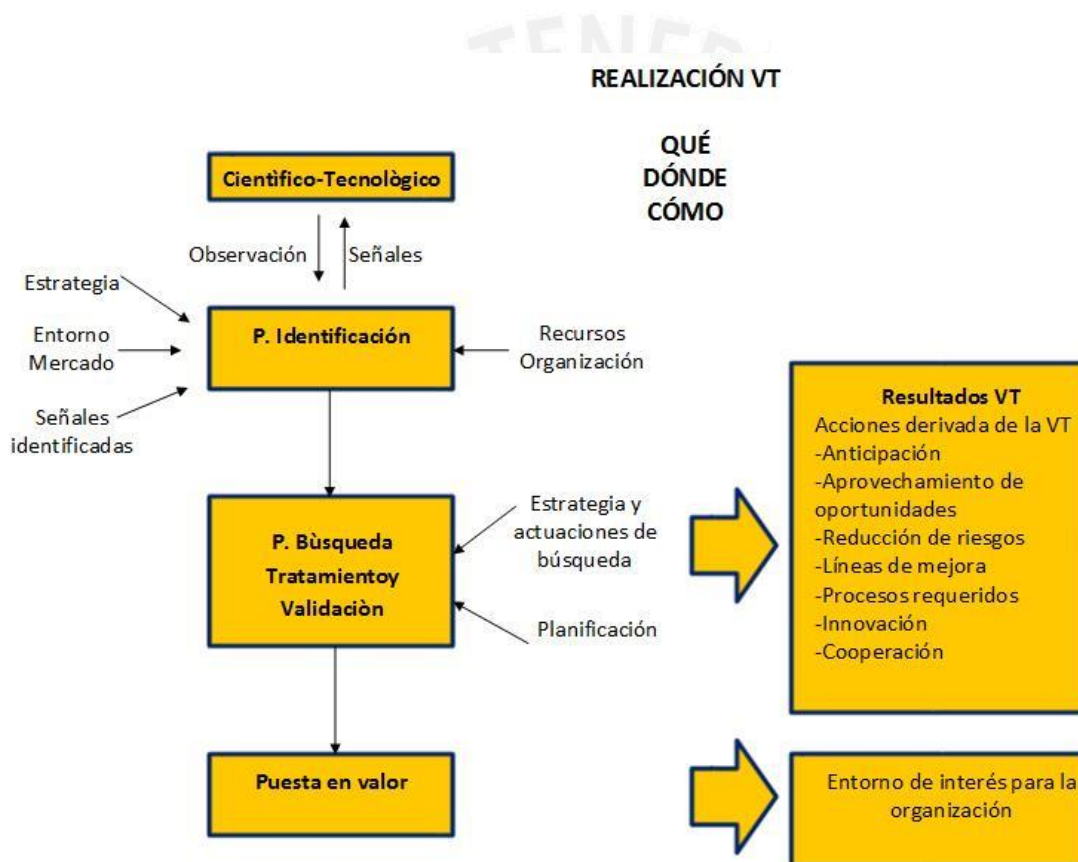 TENEB
REALIZACIÓN VT
QUÉ
DÓNDE
CÓMO
Cientìfico-Tecnològico
Observación
Señales
Estrategia
Entorno
Mercado
Señales
identificadas
P. Identificación
Recursos
Organización
P. Bùsqueda
Tratamientoy
Validaciòn
Estrategia y
actuaciones de
búsqueda
Planificación
Puesta en valor
Resultados VT
Acciones derivada de la VT
-Anticipación
-Aprovechamiento de
oportunidades
-Reducción de riesgos
-Líneas de mejora
-Procesos requeridos
-Innovación
-Cooperación
Entorno de interés para la
organización